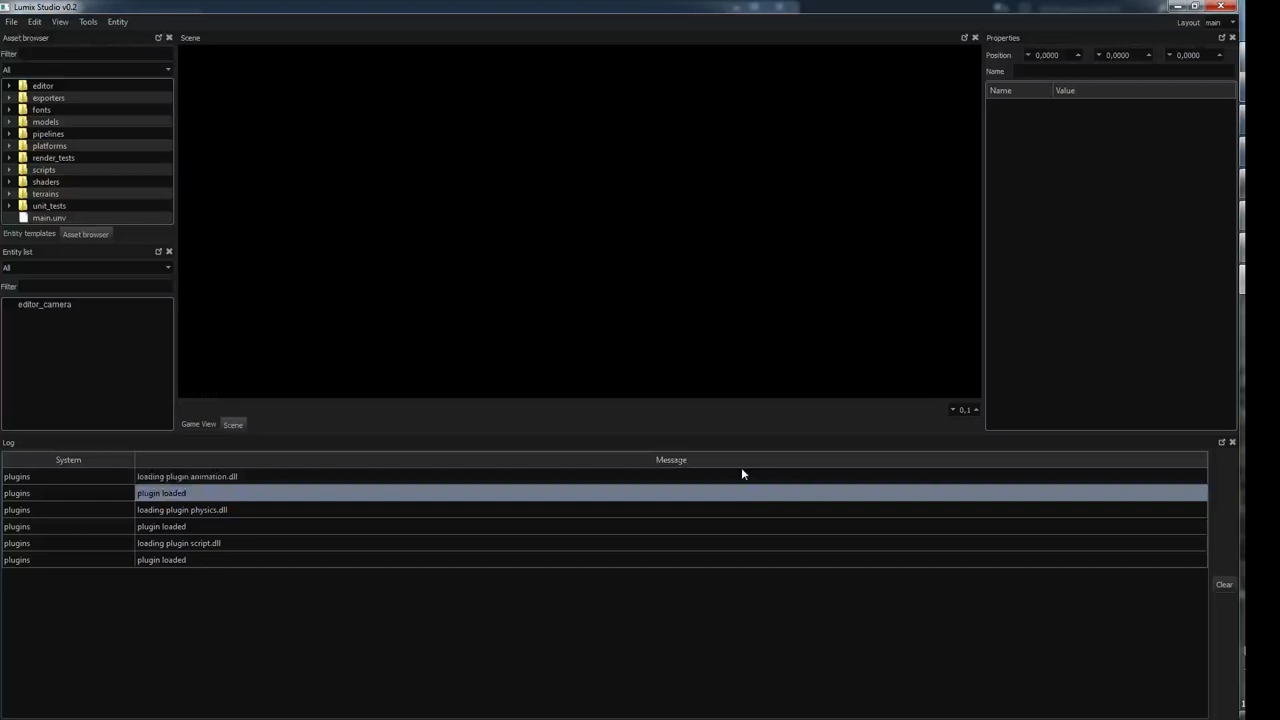 Lumix Studio v0.2
File Edit View Tools Entity
Layout main
Asset browser
Filter
All
editor
exporters
fonts
models
pipelines
platforms
render_tests
scripts
shaders
terrains
unit_tests
main.unv
Entity templates Asset browser
Entity list
All
Filter
editor_camera
Scene
0,1
Game View Scene
Properties
Position 0,0000 0,0000 0,0000
Name
Name Value
Log
System Message
plugins loading plugin animation.dll
plugins plugin loaded
plugins loading plugin physics.dll
plugins plugin loaded
plugins loading plugin script.dll
plugins plugin loaded
Clear